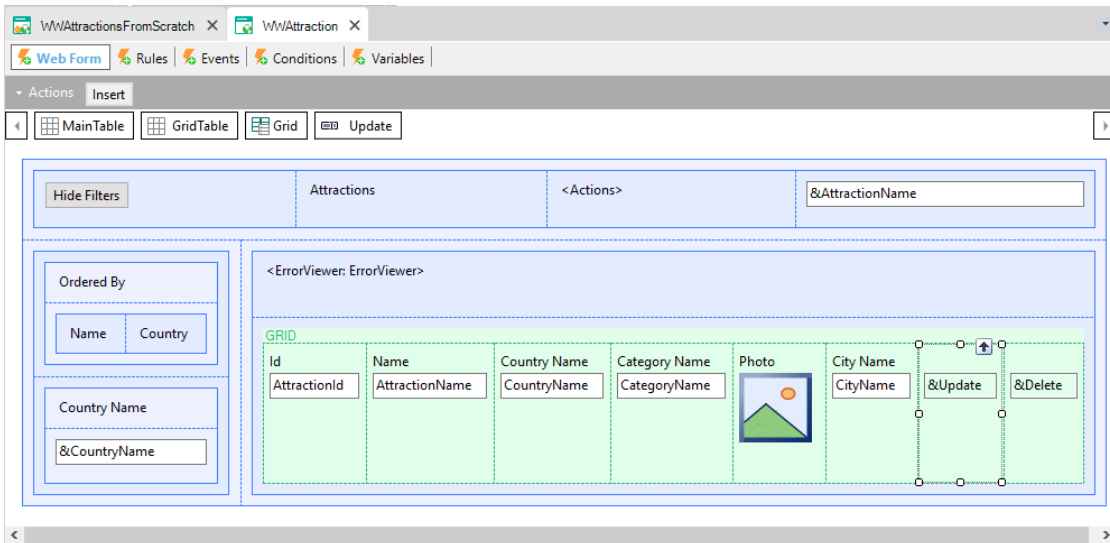 WWAttractionsFromScratch X WWAttraction X
Web Form Rules Events Conditions Variables
Actions Insert
MainTable GridTable Grid Update
Hide Filters Attractions <Actions> &AttractionName
Ordered By
Name Country
Country Name
&CountryName
<ErrorViewer: ErrorViewer>
GRID
Id Name Country Name Category Name Photo City Name
AttractionId AttractionName CountryName CategoryName CityName &Update &Delete